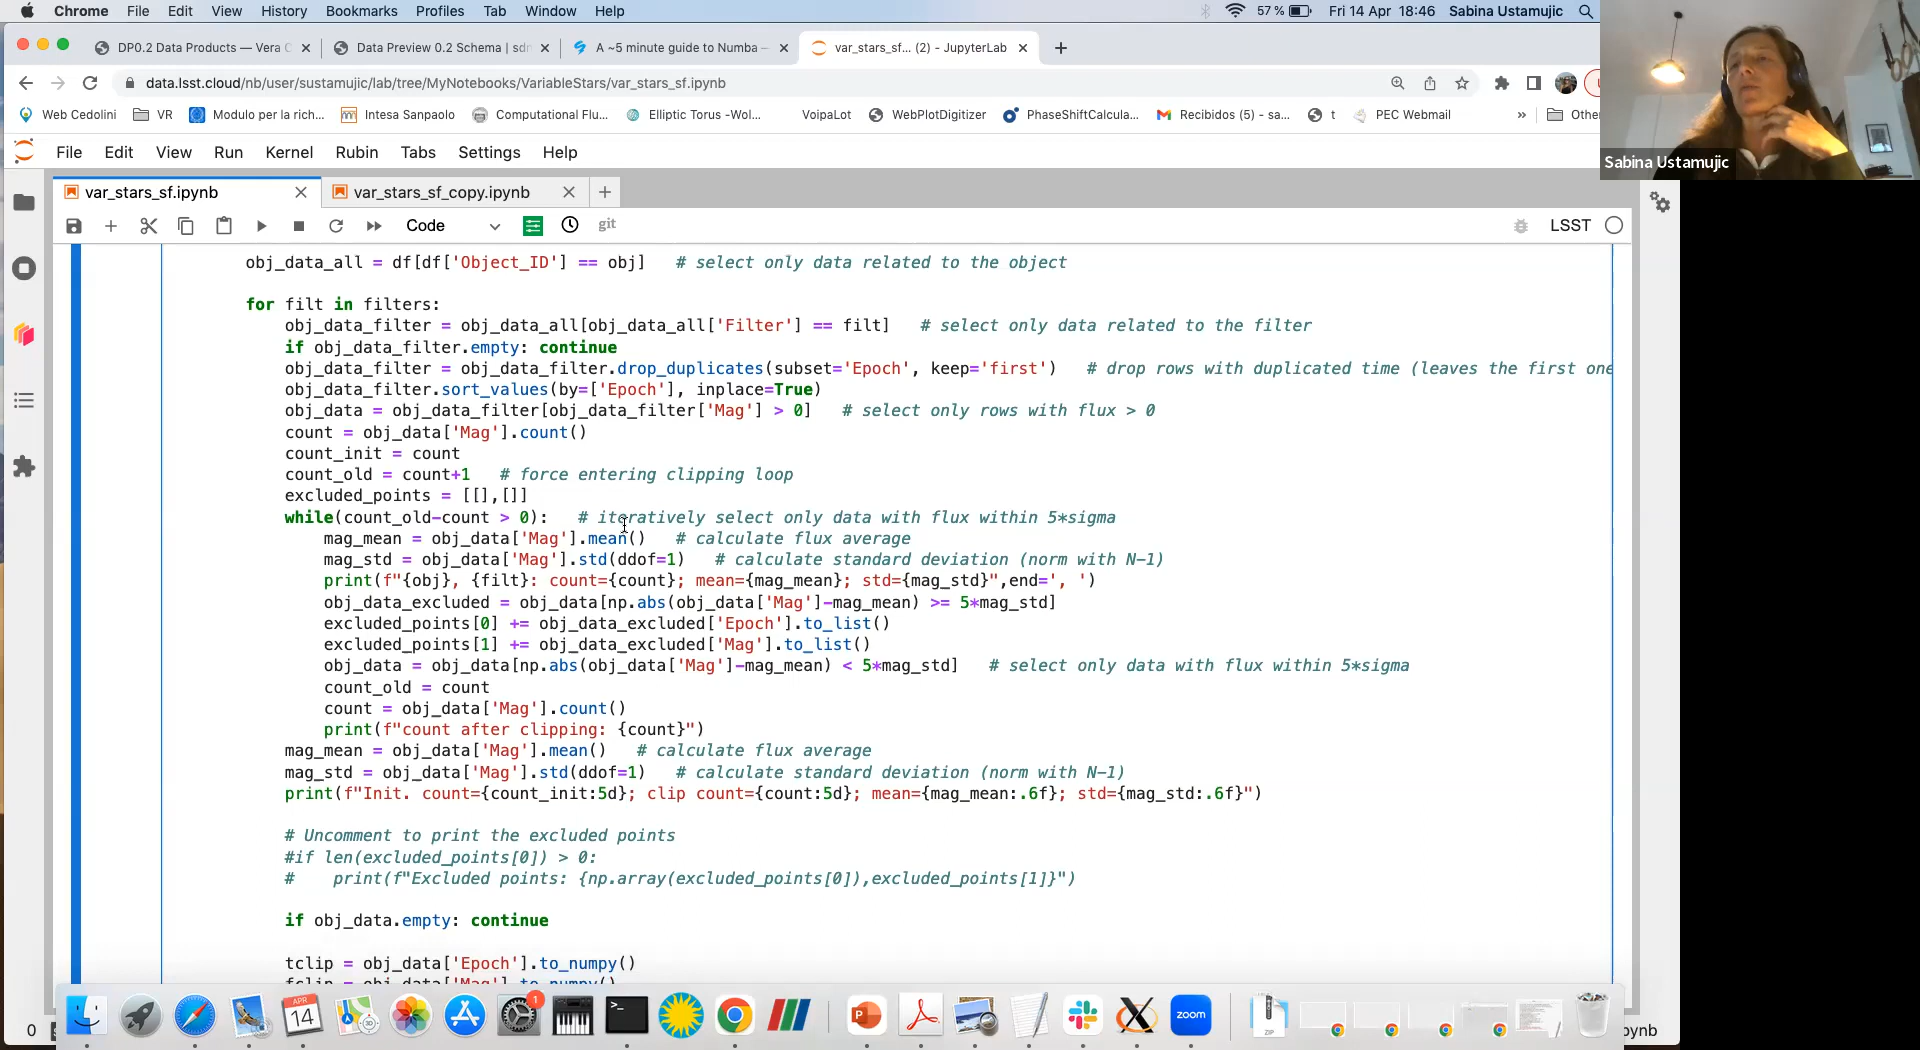 Chrome File Edit View History Bookmarks Profiles Tab Window Help 57 % Fri 14 Apr 18:46 Sabina Ustamujic
DP0.2 Data Products — Vera C
Data Preview 0.2 Schema | sdm
A ~5 minute guide to Numba —
var_stars_sf... (2) - JupyterLab
data.lsst.cloud/nb/user/sustamujic/lab/tree/MyNotebooks/VariableStars/var_stars_sf.ipynb
Web Cedolini VR Modulo per la rich... Intesa Sanpaolo Computational Flu... Elliptic Torus -Wol... VoipaLot WebPlotDigitizer PhaseShiftCalcula... Recibidos (5) - sa... t PEC Webmail » Othe
Sabina Ustamujic
File Edit View Run Kernel Rubin Tabs Settings Help
var_stars_sf.ipynb
var_stars_sf_copy.ipynb
Code git LSST
obj_data_all = df[df['Object_ID'] == obj]   # select only data related to the object
for filt in filters:
obj_data_filter = obj_data_all[obj_data_all['Filter'] == filt]   # select only data related to the filter
if obj_data_filter.empty: continue
obj_data_filter = obj_data_filter.drop_duplicates(subset='Epoch', keep='first')   # drop rows with duplicated time (leaves the first one
obj_data_filter.sort_values(by=['Epoch'], inplace=True)
obj_data = obj_data_filter[obj_data_filter['Mag'] > 0]   # select only rows with flux > 0
count = obj_data['Mag'].count()
count_init = count
count_old = count+1   # force entering clipping loop
excluded_points = [[],[]]
while(count_old-count > 0):   # iteratively select only data with flux within 5*sigma
mag_mean = obj_data['Mag'].mean()   # calculate flux average
mag_std = obj_data['Mag'].std(ddof=1)   # calculate standard deviation (norm with N-1)
print(f"{obj}, {filt}: count={count}; mean={mag_mean}; std={mag_std}",end=', ')
obj_data_excluded = obj_data[np.abs(obj_data['Mag']-mag_mean) >= 5*mag_std]
excluded_points[0] += obj_data_excluded['Epoch'].to_list()
excluded_points[1] += obj_data_excluded['Mag'].to_list()
obj_data = obj_data[np.abs(obj_data['Mag']-mag_mean) < 5*mag_std]   # select only data with flux within 5*sigma
count_old = count
count = obj_data['Mag'].count()
print(f"count after clipping: {count}")
mag_mean = obj_data['Mag'].mean()   # calculate flux average
mag_std = obj_data['Mag'].std(ddof=1)   # calculate standard deviation (norm with N-1)
print(f"Init. count={count_init:5d}; clip count={count:5d}; mean={mag_mean:.6f}; std={mag_std:.6f}")
# Uncomment to print the excluded points
#if len(excluded_points[0]) > 0:
#    print(f"Excluded points: {np.array(excluded_points[0]),excluded_points[1]}")
if obj_data.empty: continue
tclip = obj_data['Epoch'].to_numpy()
fclip = obj_data['Mag'].to_numpy()
APR
14
1
zoom
ZIP
0
pynb